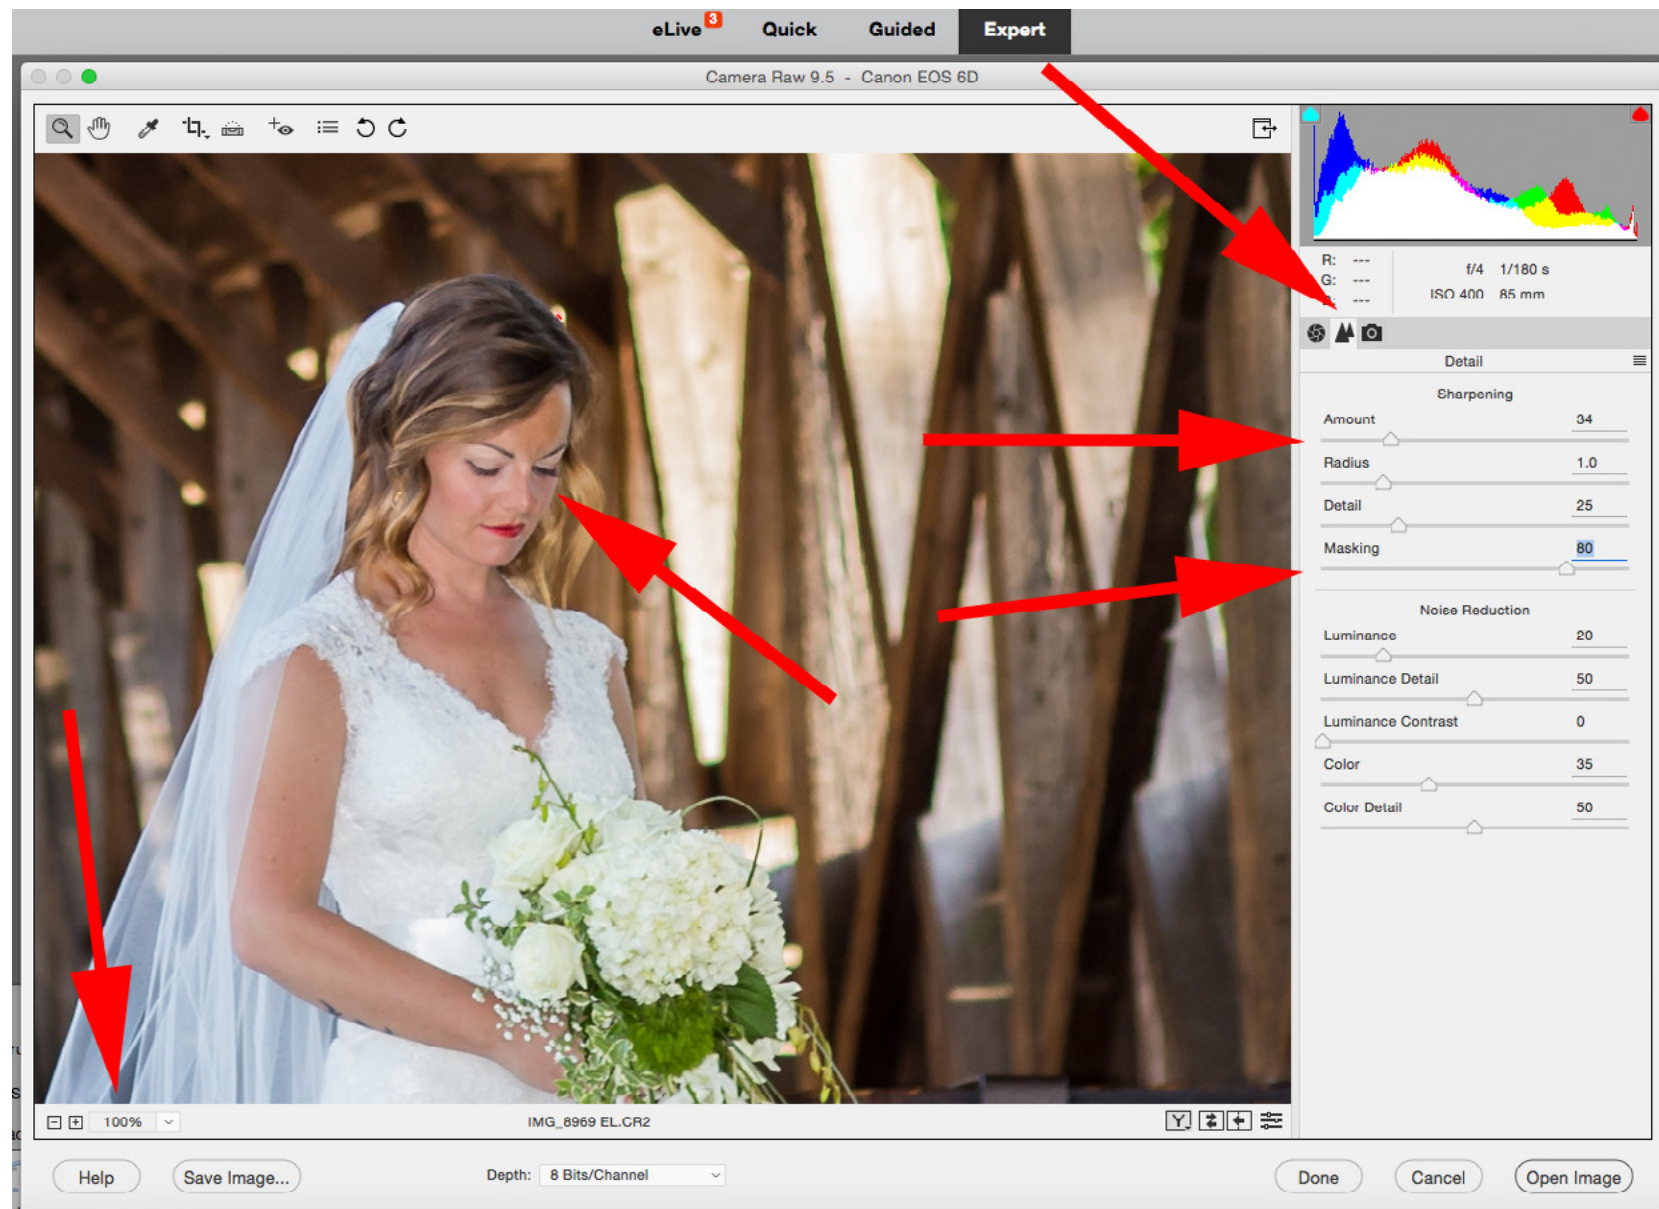 eLive 3 Quick Guided Expert
Camera Raw 9.5 - Canon EOS 6D
R: ---
G: ---
---
f/4 1/180 s
ISO 400 85 mm
Detail
Sharpening
Amount 34
Radius 1.0
Detail 25
Masking 80
Noise Reduction
Luminance 20
Luminance Detail 50
Luminance Contrast 0
Color 35
Color Detail 50
100% IMG_8969 EL.CR2
Y
Help Save Image... Depth: 8 Bits/Channel Done Cancel Open Image